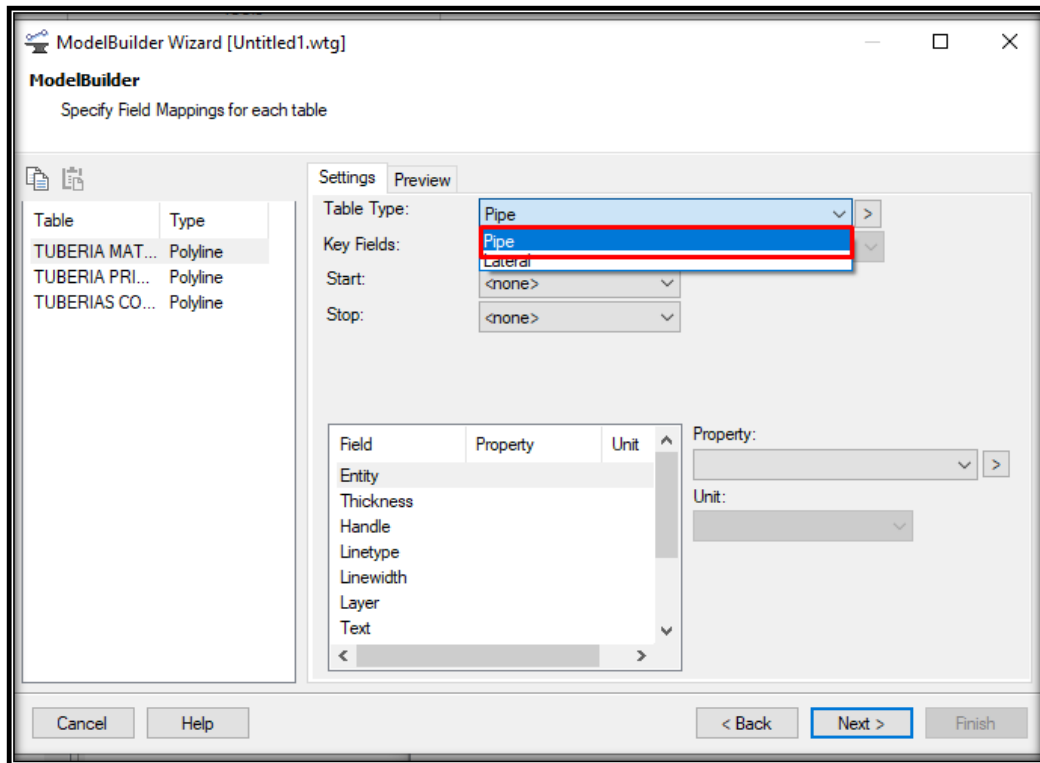 ModelBuilder Wizard [Untitled1.wtg]
ModelBuilder
Specify Field Mappings for each table
Settings Preview
Table Type
TUBERIA MAT... Polyline
TUBERIA PRI... Polyline
TUBERIAS CO... Polyline
Table Type: Pipe >
Pipe
Lateral
Key Fields:
Start: <none>
Stop: <none>
Field Property Unit
Entity
Thickness
Handle
Linetype
Linewidth
Layer
Text
Property:
>
Unit:
Cancel Help < Back Next > Finish